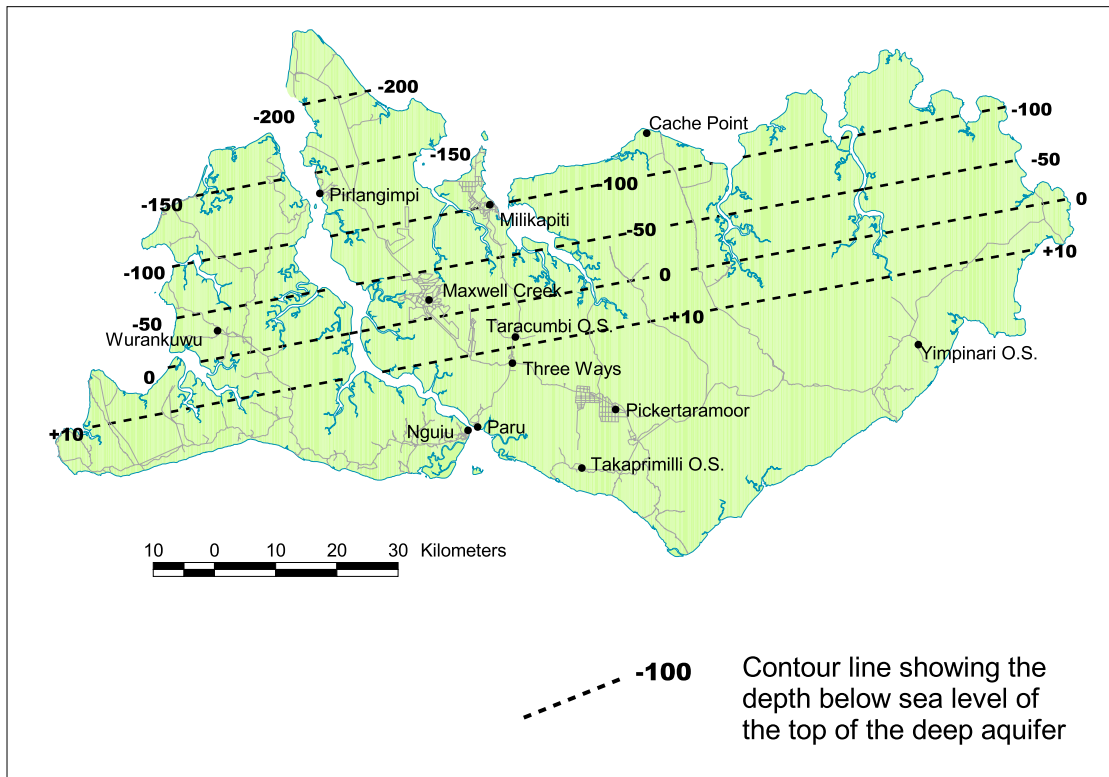 -200
-200
-100
Cache Point
-150
-50
-100
Pirlangimpi
0
-150
Milikapiti
-50
+10
-100
0
Maxwell Creek
+10
-50
Taracumbi O.S.
Wurankuwu
Yimpinari O.S.
0
Three Ways
Pickertaramoor
+10
Nguiu
Paru
Takaprimilli O.S.
10 0 10 20 30 Kilometers
-100
Contour line showing the
depth below sea level of
the top of the deep aquifer